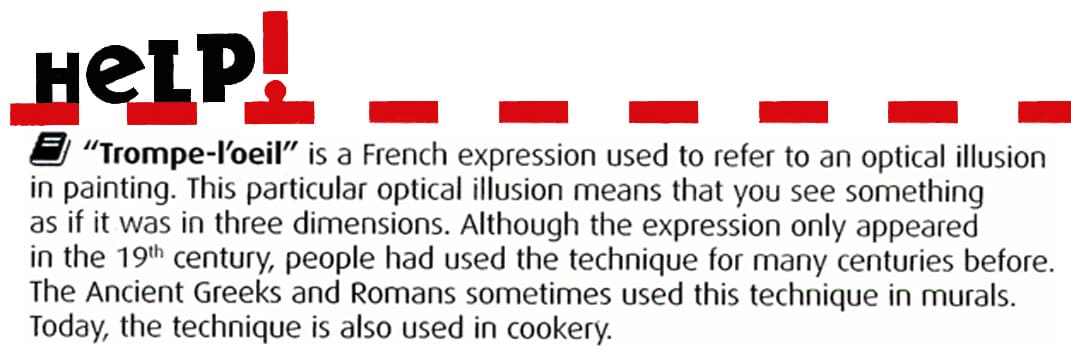 HeLP!
"Trompe-l'oeil" is a French expression used to refer to an optical illusion
in painting. This particular optical illusion means that you see something
as if it was in three dimensions. Although the expression only appeared
in the 19th century, people had used the technique for many centuries before.
The Ancient Greeks and Romans sometimes used this technique in murals.
Today, the technique is also used in cookery.